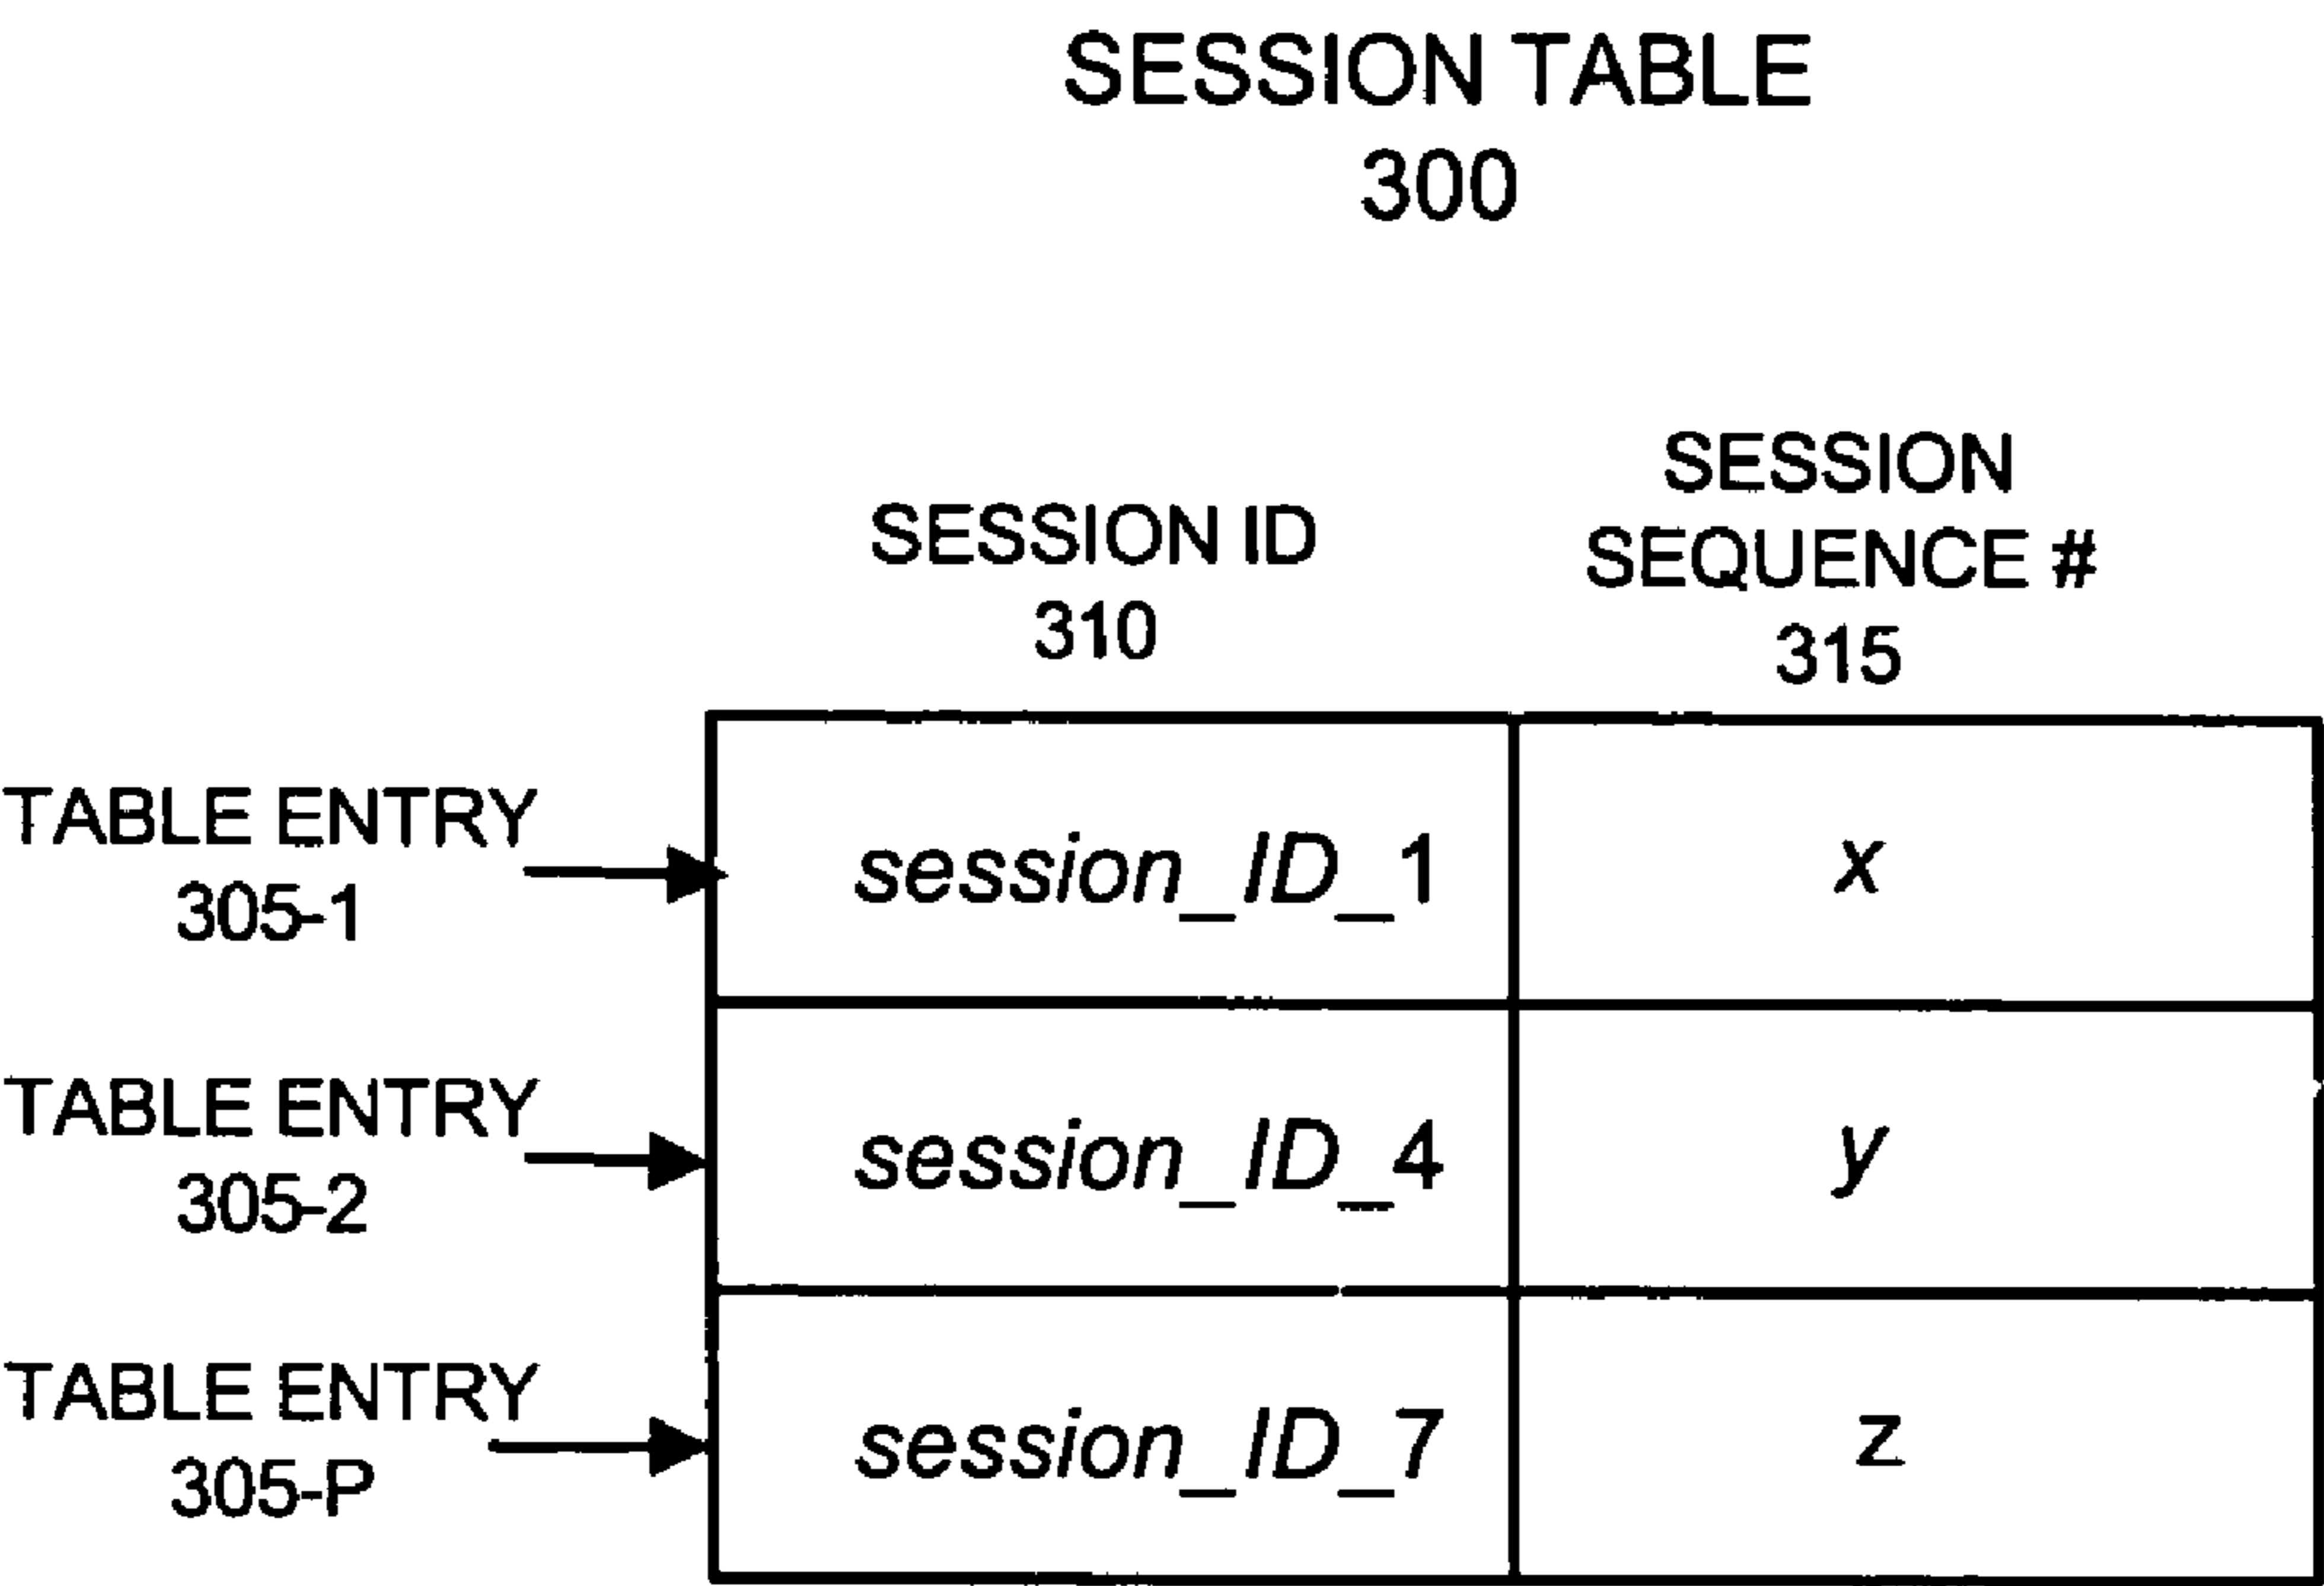 SESSION TABLE
300
SESSION ID
310
SESSION
SEQUENCE #
315
TABLE ENTRY
305-1
session_ID_1
x
TABLE ENTRY
305-2
session_ID_4
y
TABLE ENTRY
305-P
session_ID_7
z